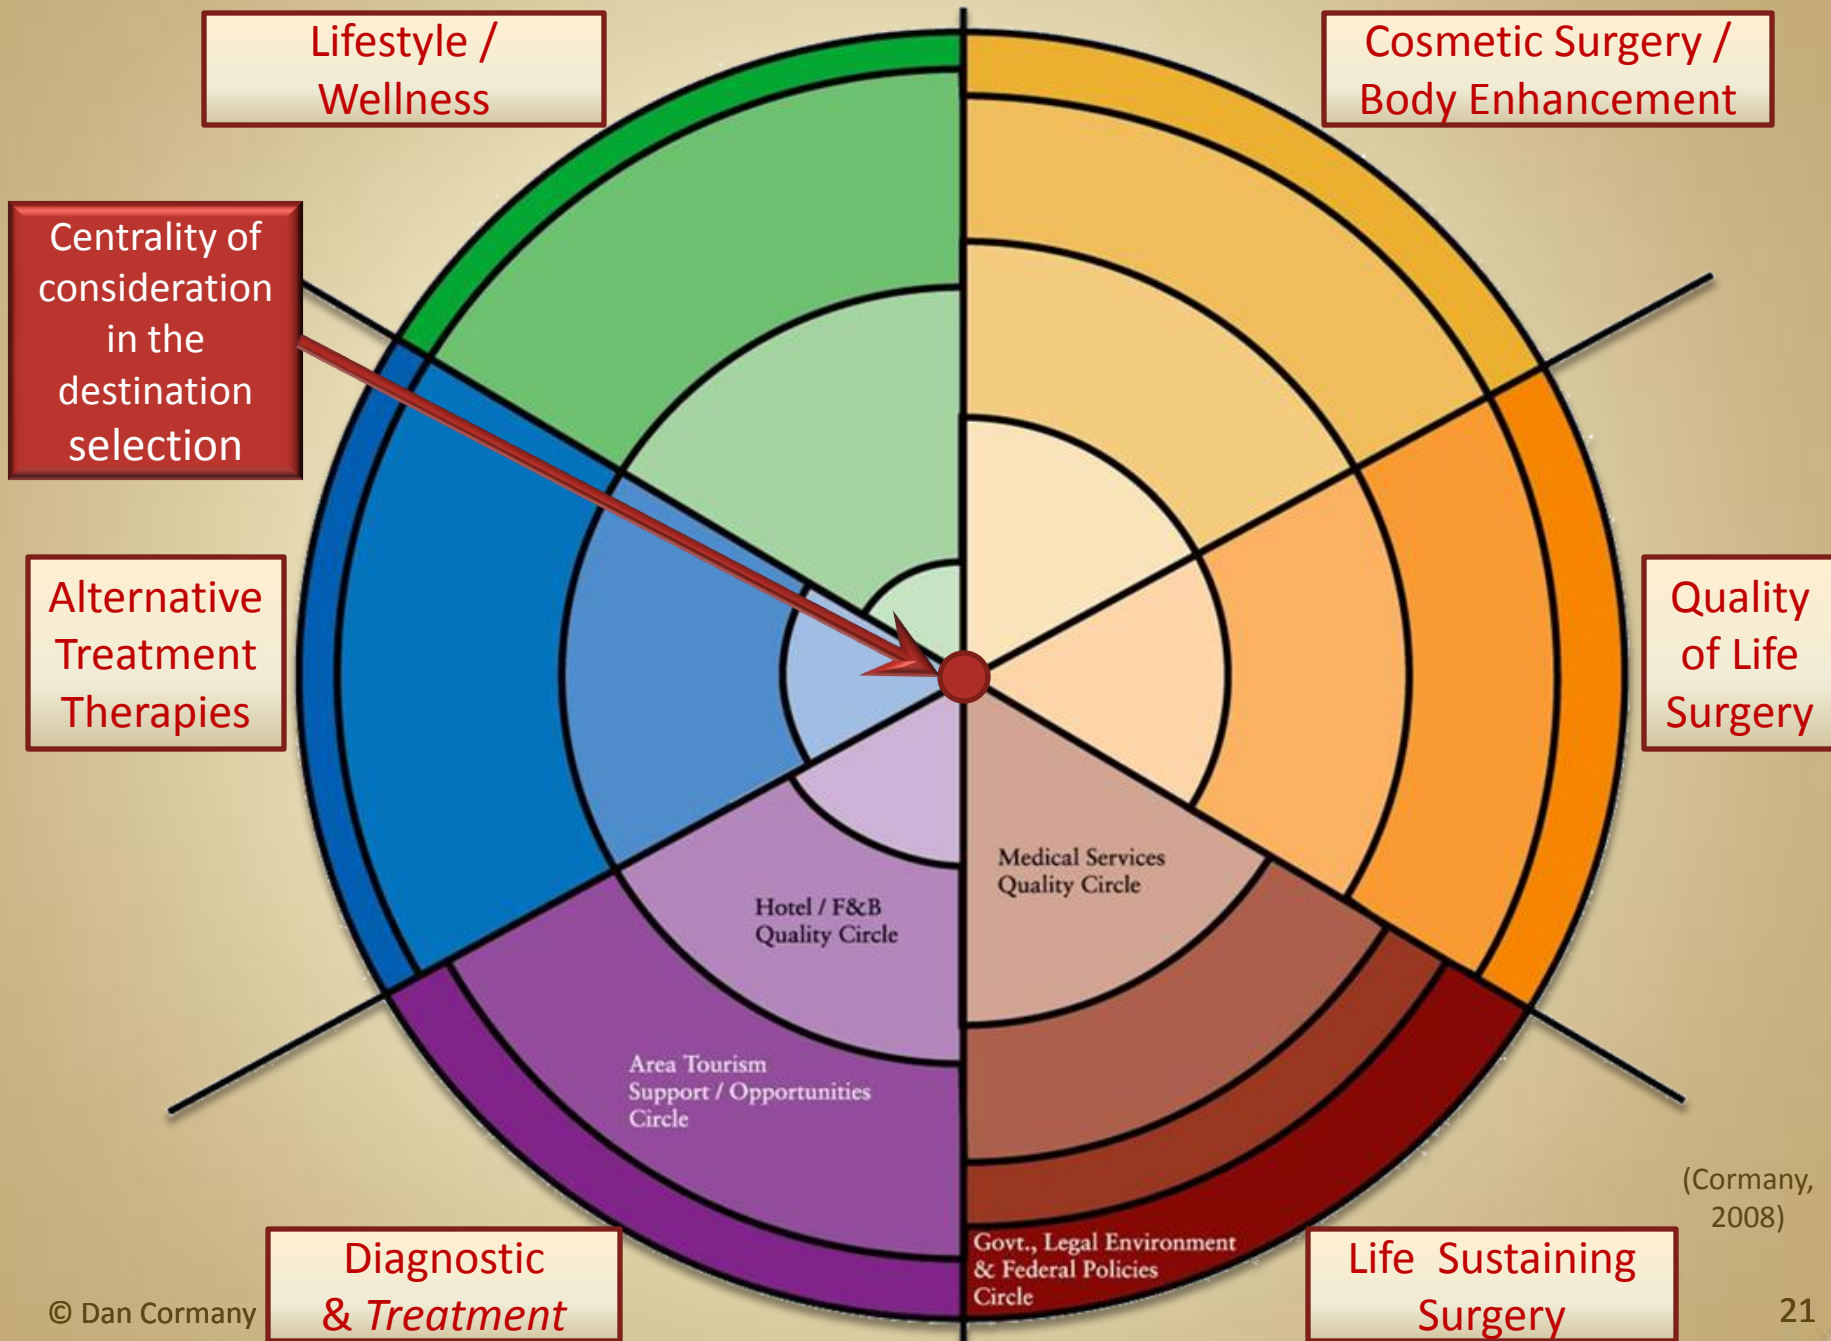 Lifestyle /
Wellness
Cosmetic Surgery /
Body Enhancement
Centrality of
consideration
in the
destination
selection
Alternative
Treatment
Therapies
Quality
of Life
Surgery
Medical Services
Quality Circle
Hotel / F&B
Quality Circle
Area Tourism
Support / Opportunities
Circle
Govt., Legal Environment
& Federal Policies
Circle
(Cormany,
2008)
Diagnostic
& Treatment
Life Sustaining
Surgery
© Dan Cormany
21